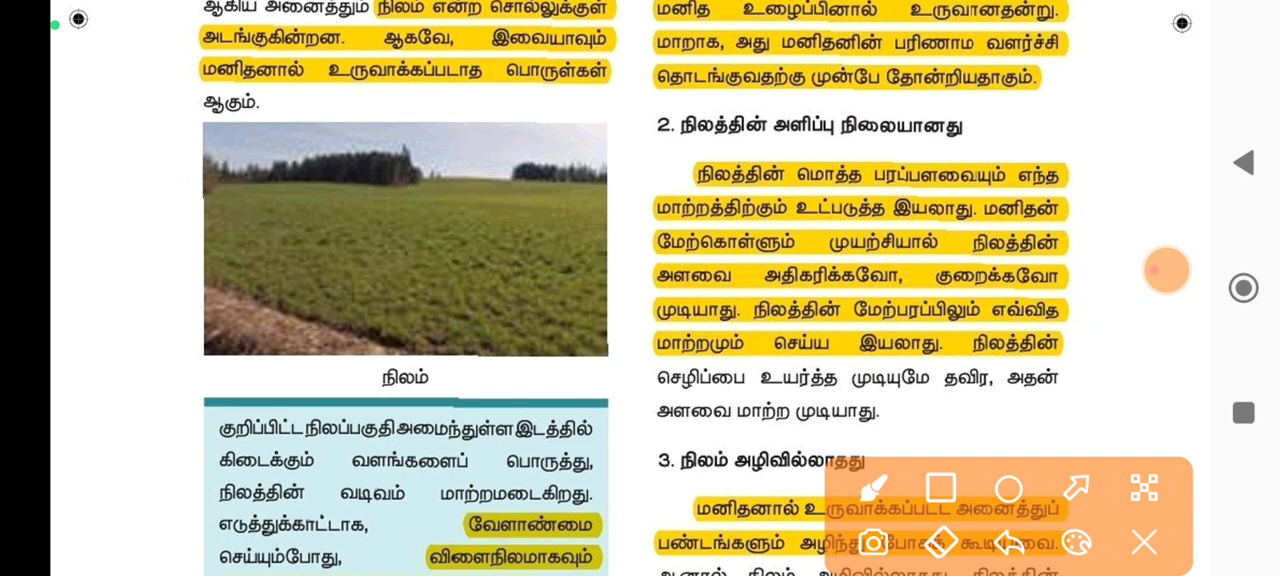 ஆகிய அனைத்தும் நிலம் என்ற சொல்லுக்குள்
அடங்குகின்றன. ஆகவே, இவையாவும்
மனிதனால் உருவாக்கப்படாத பொருள்கள்
ஆகும்.
நிலம்
குறிப்பிட்ட நிலப்பகுதி அமைந்துள்ள இடத்தில்
கிடைக்கும் வளங்களைப் பொருத்து,
நிலத்தின் வடிவம் மாற்றமடைகிறது.
எடுத்துக்காட்டாக, வேளாண்மை
செய்யும்போது, விளைநிலமாகவும்
மனித உழைப்பினால் உருவானதன்று.
மாறாக, அது மனிதனின் பரிணாம வளர்ச்சி
தொடங்குவதற்கு முன்பே தோன்றியதாகும்.
2. நிலத்தின் அளிப்பு நிலையானது
நிலத்தின் மொத்த பரப்பளவையும் எந்த
மாற்றத்திற்கும் உட்படுத்த இயலாது. மனிதன்
மேற்கொள்ளும் முயற்சியால் நிலத்தின்
அளவை அதிகரிக்கவோ, குறைக்கவோ
முடியாது. நிலத்தின் மேற்பரப்பிலும் எவ்வித
மாற்றமும் செய்ய இயலாது. நிலத்தின்
செழிப்பை உயர்த்த முடியுமே தவிர, அதன்
அளவை மாற்ற முடியாது.
3. நிலம் அழிவில்லாதது
மனிதனால் உருவாக்கப்பட்ட அனைத்துப்
பண்டங்களும் அழிந்து போகக் கூடியவை.